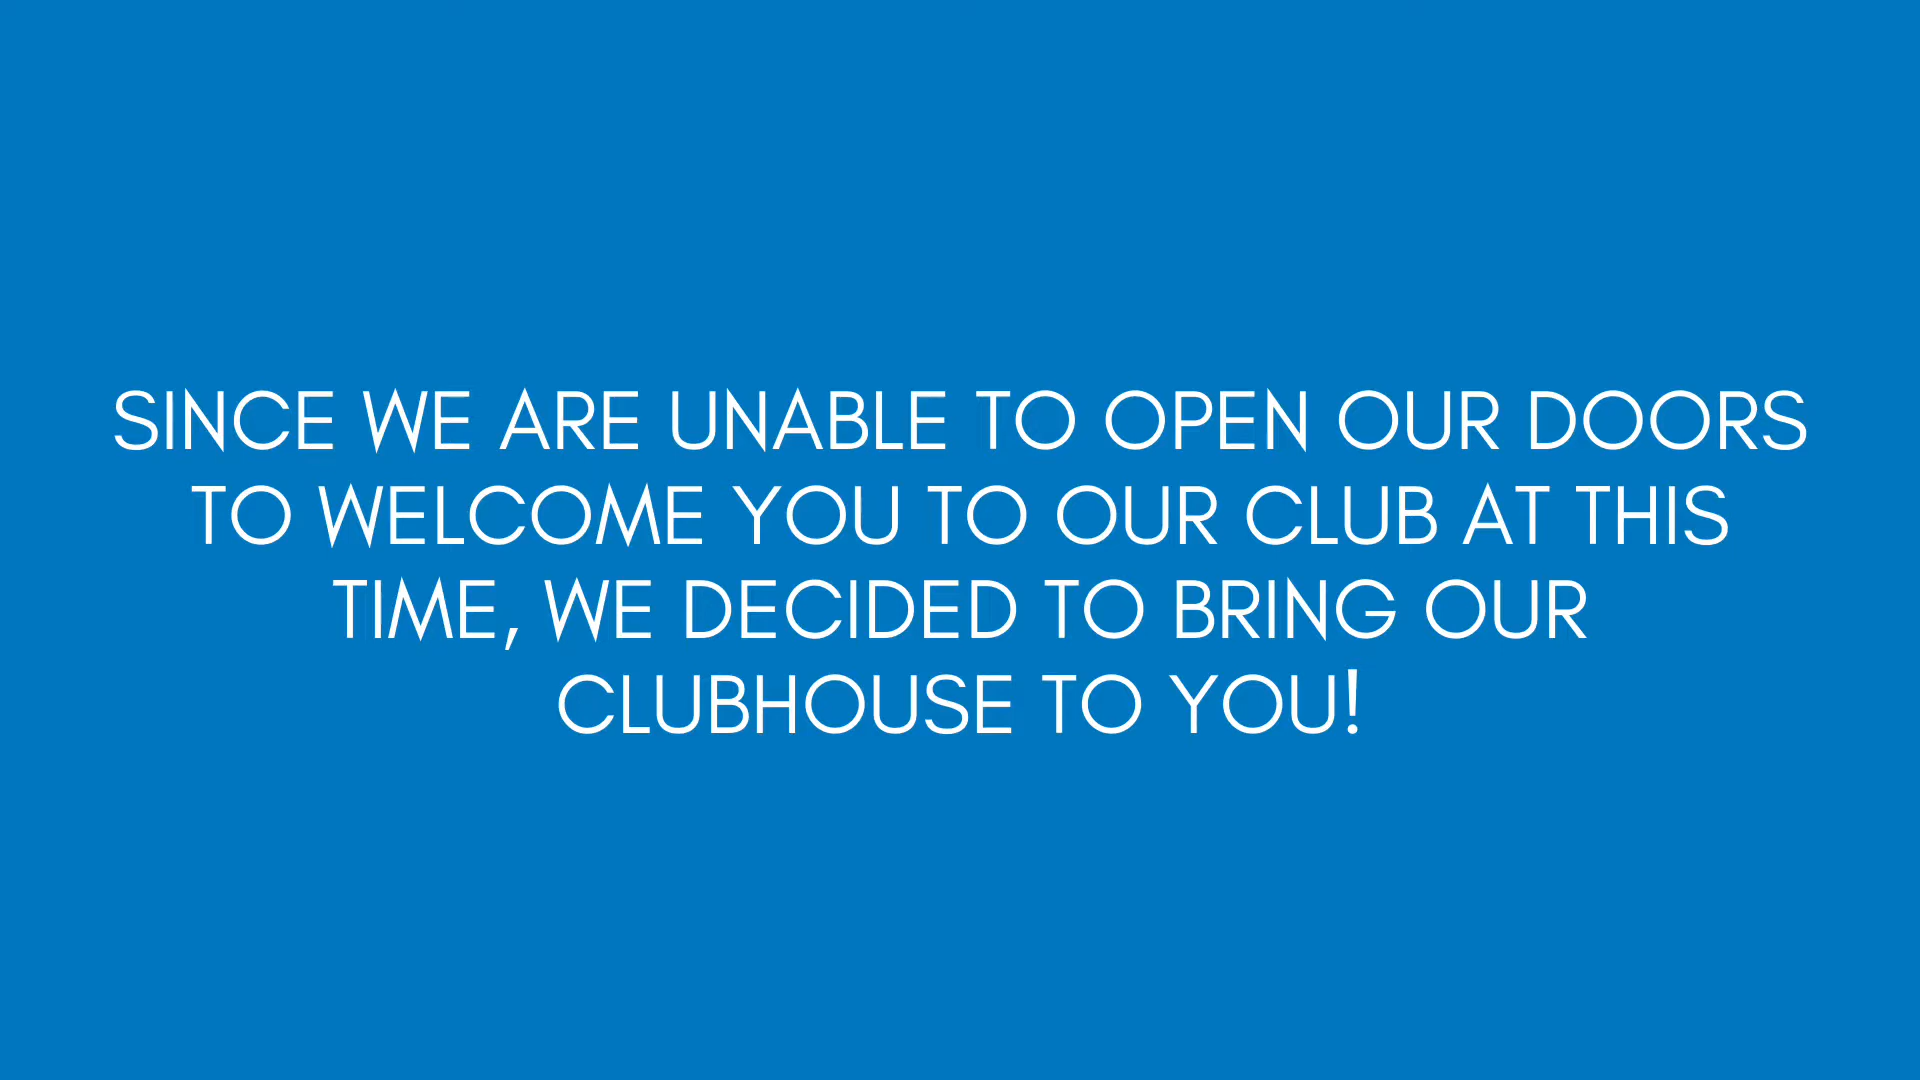 SINCE WE ARE UNABLE TO OPEN OUR DOORS
TO WELCOME YOU TO OUR CLUB AT THIS
TIME, WE DECIDED TO BRING OUR
CLUBHOUSE TO YOU!